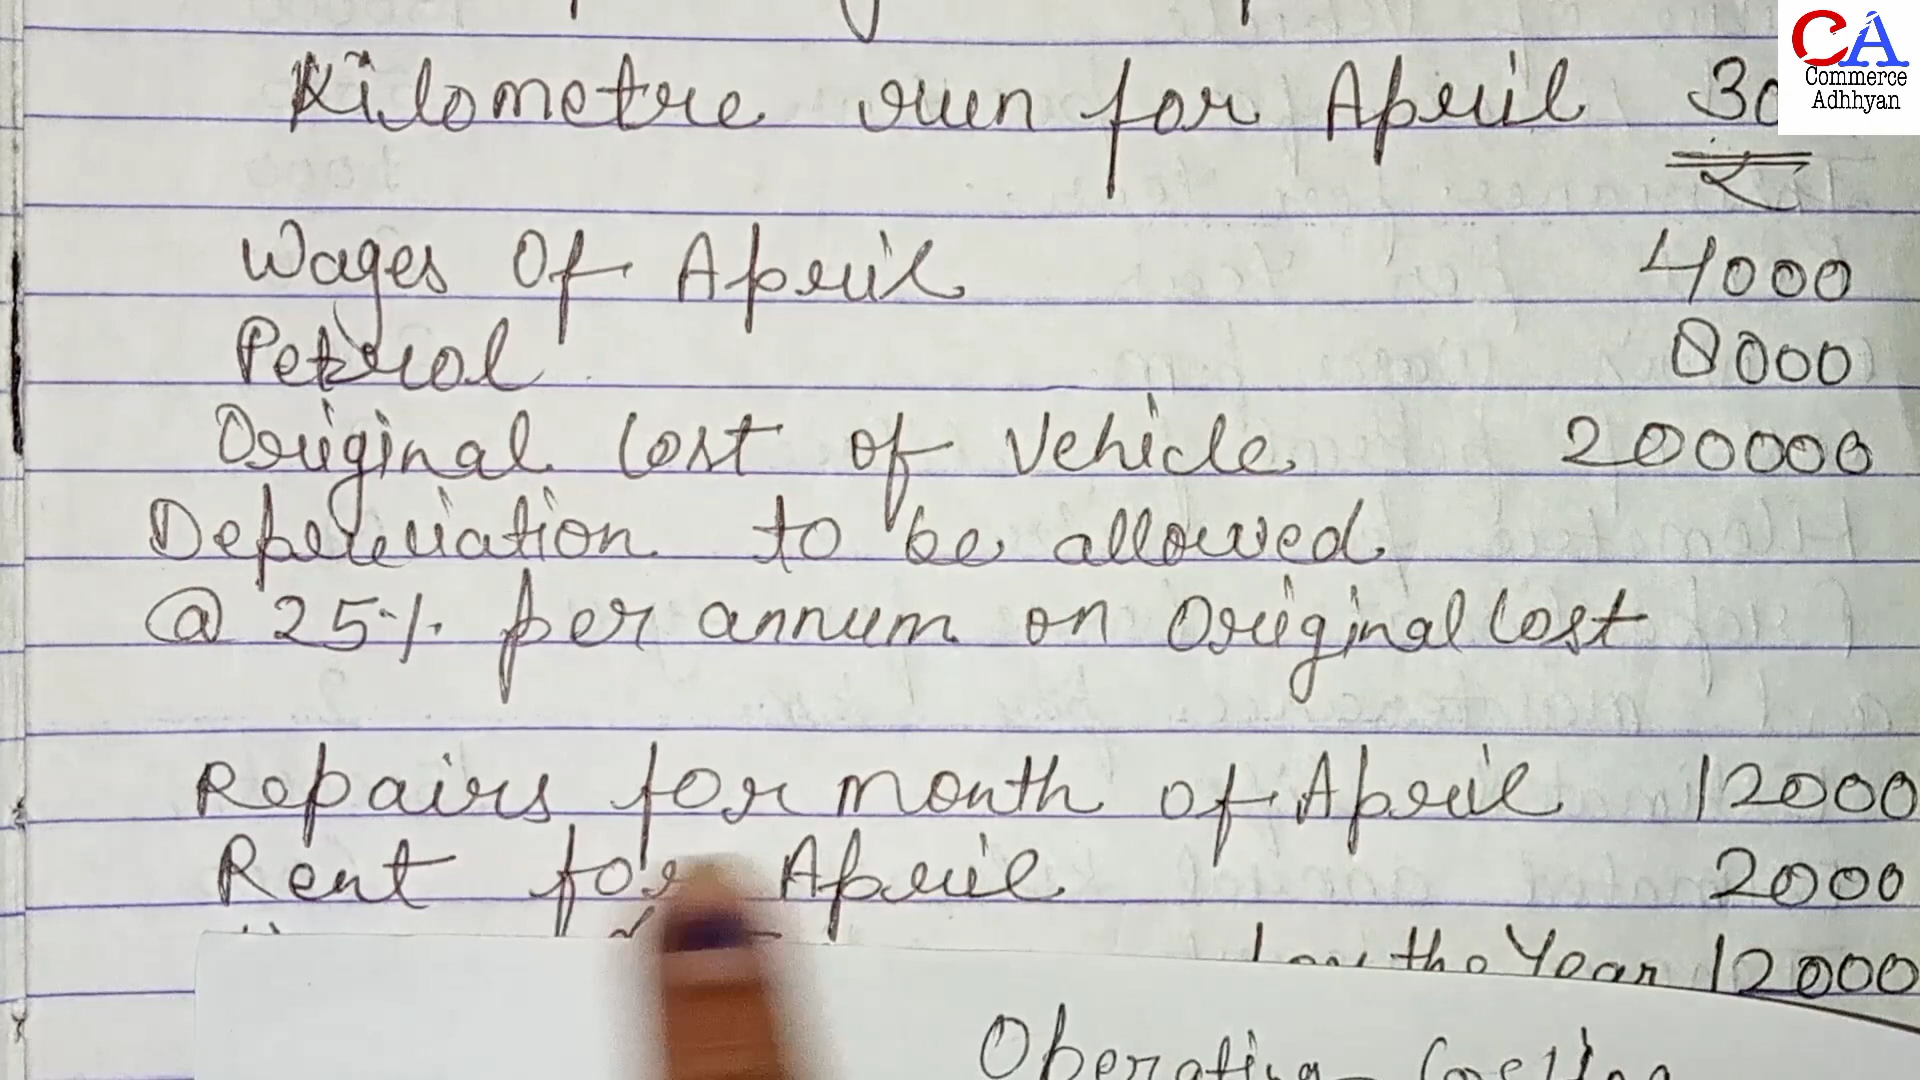 CA
Commerce
Adhhyan
Kilometre run for April
₹
Wages Of April 4000
Petrol 8000
Original Cost of Vehicle 200000
Depreciation to be allowed
@ 25% per annum on Original Cost
Repairs for month of April 12000
Rent for April 2000
the Year 12000
Operating Costing